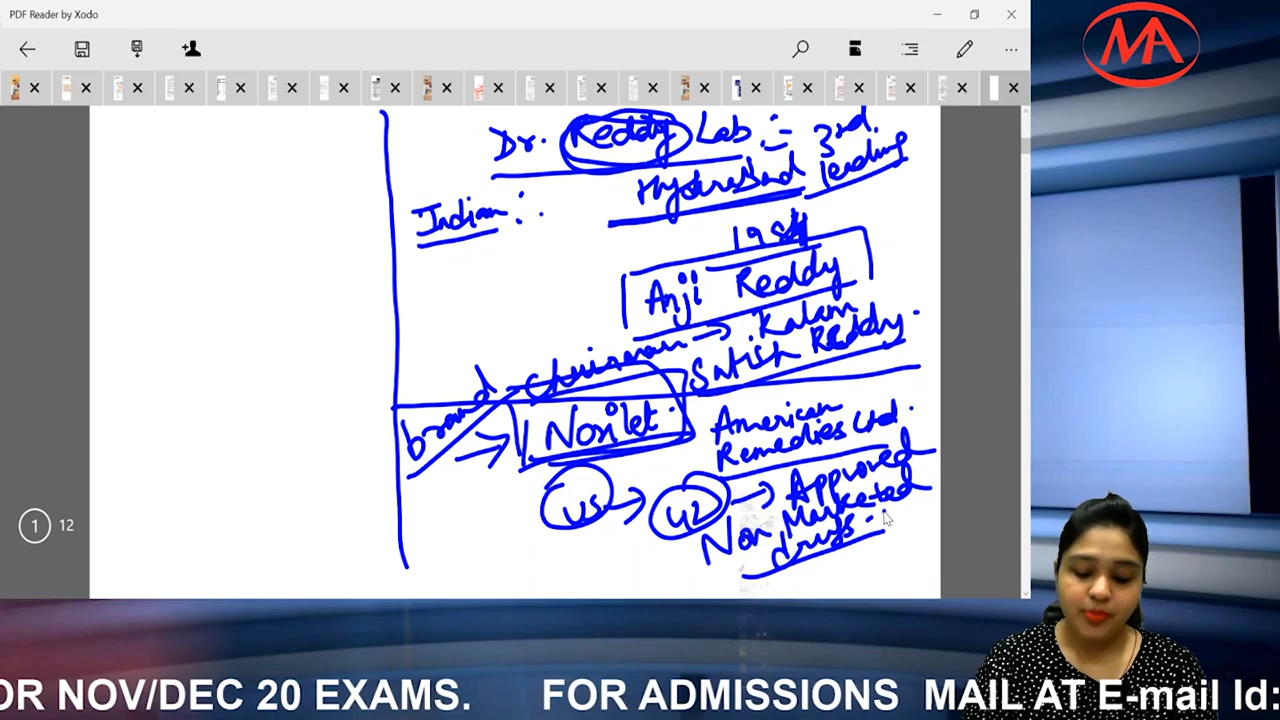 PDF Reader by Xodo
MA
Dr. Reddy Lab :- 3rd leading
Hyderabad
Indian :
1984
Anji Reddy
Chairman → Kalam
Satish Reddy.
brand
→ Noxilet.
American
Remedies Ltd.
US → 42 → Approved
Non Marketed
drugs
1 12
OR NOV/DEC 20 EXAMS. FOR ADMISSIONS MAIL AT E-mail Id: